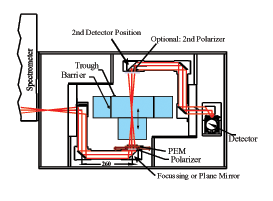 2nd Detector Position
Optional: 2nd Polarizer
Spectrometer
Trough
Barrier
Detector
PEM
Polarizer
260
Focussing or Plane Mirror